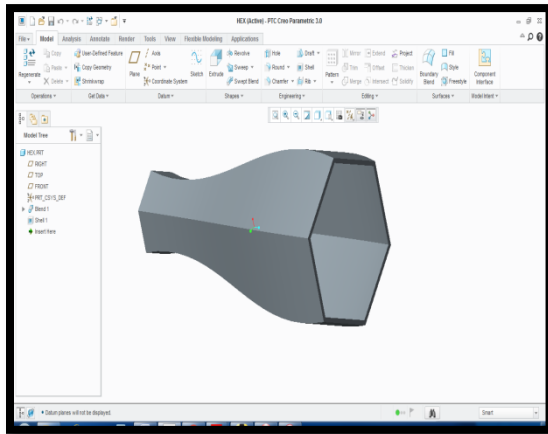 HEX (Active) - PTC Creo Parametric 3.0
File Model Analysis Annotate Render Tools View Flexible Modeling Applications
Copy User-Defined Feature Axis Revolve Hole Draft Mirror Extend Project Fill
Regenerate Paste Copy Geometry Plane Point Sketch Extrude Sweep Round Shell Pattern Trim Offset Thicken Boundary Blend Style Component Interface
Delete Shrinkwrap Coordinate System Swept Blend Chamfer Rib Merge Intersect Solidify Freestyle
Operations Get Data Datum Shapes Engineering Editing Surfaces Model Intent
Model Tree
HEX.PRT
RIGHT
TOP
FRONT
PRT_CSYS_DEF
Blend 1
Shell 1
Insert Here
Datum planes will not be displayed.
Smart